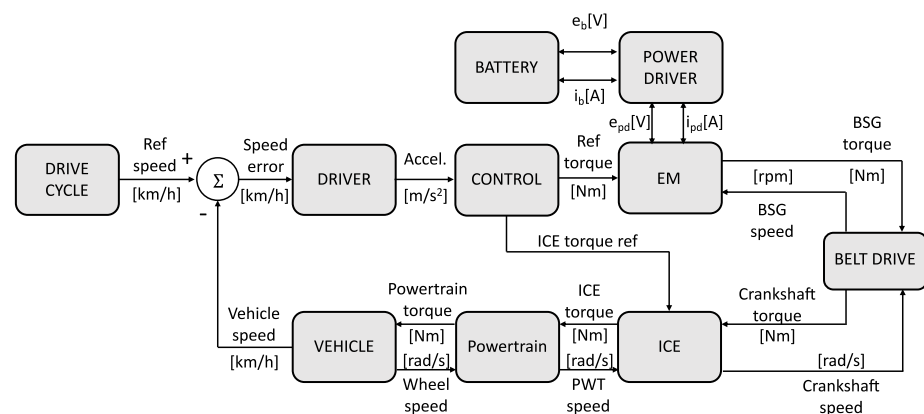 e_b[V]
BATTERY
POWER
DRIVER
i_b[A]
e_pd[V]
i_pd[A]
BSG
torque
[Nm]
Ref
speed
+
[km/h]
DRIVE
CYCLE
Σ
-
Speed
error
[km/h]
DRIVER
Accel.
[m/s²]
CONTROL
Ref
torque
[Nm]
EM
[rpm]
BSG
speed
BELT DRIVE
ICE torque ref
Vehicle
speed
[km/h]
VEHICLE
Powertrain
torque
[Nm]
[rad/s]
Wheel
speed
Powertrain
ICE
torque
[Nm]
[rad/s]
PWT
speed
ICE
Crankshaft
torque
[Nm]
[rad/s]
Crankshaft
speed